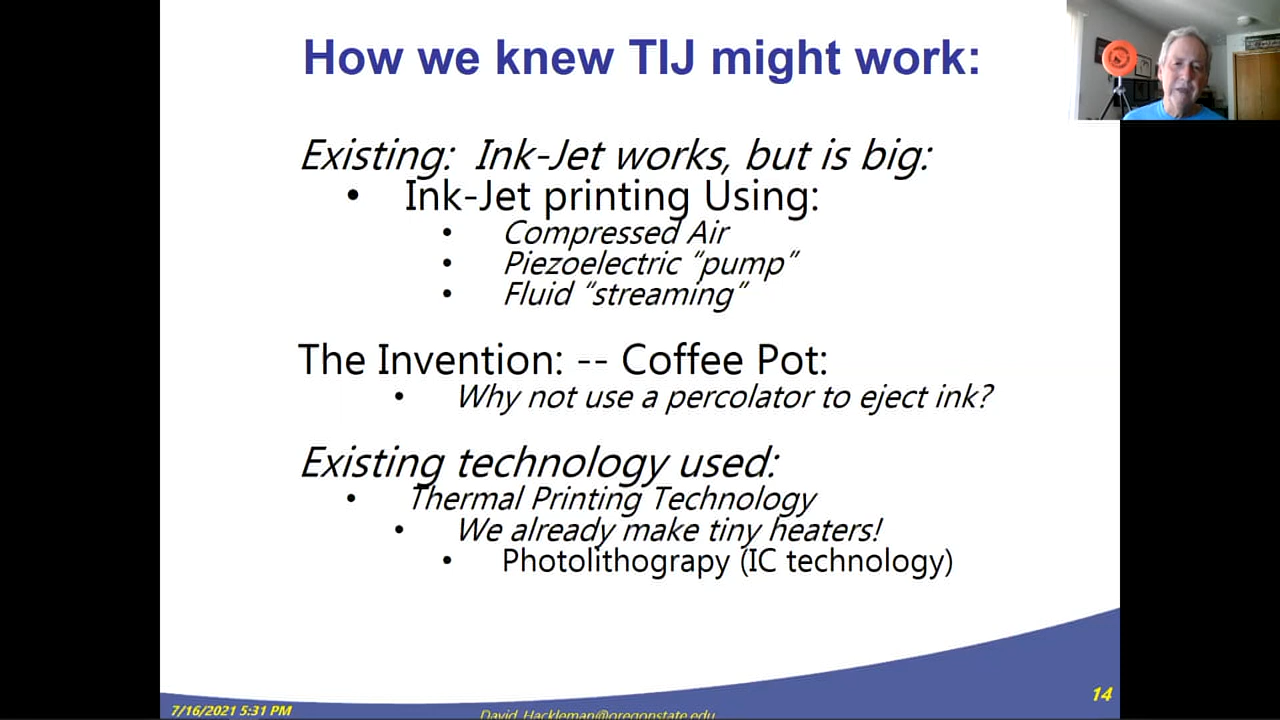 How we knew TIJ might work:
Existing: Ink-Jet works, but is big:
• Ink-Jet printing Using:
• Compressed Air
• Piezoelectric “pump”
• Fluid “streaming”
The Invention: -- Coffee Pot:
• Why not use a percolator to eject ink?
Existing technology used:
• Thermal Printing Technology
• We already make tiny heaters!
• Photolithograpy (IC technology)
14
7/16/2021 5:31 PM
David_Hackleman@oregonstate.edu